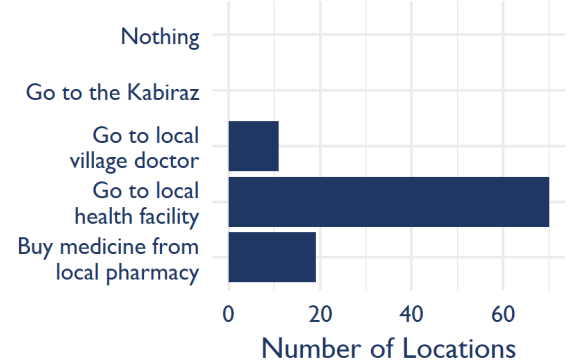 Nothing
Go to the Kabiraz
Go to local
village doctor
Go to local
health facility
Buy medicine from
local pharmacy
0 20 40 60
Number of Locations